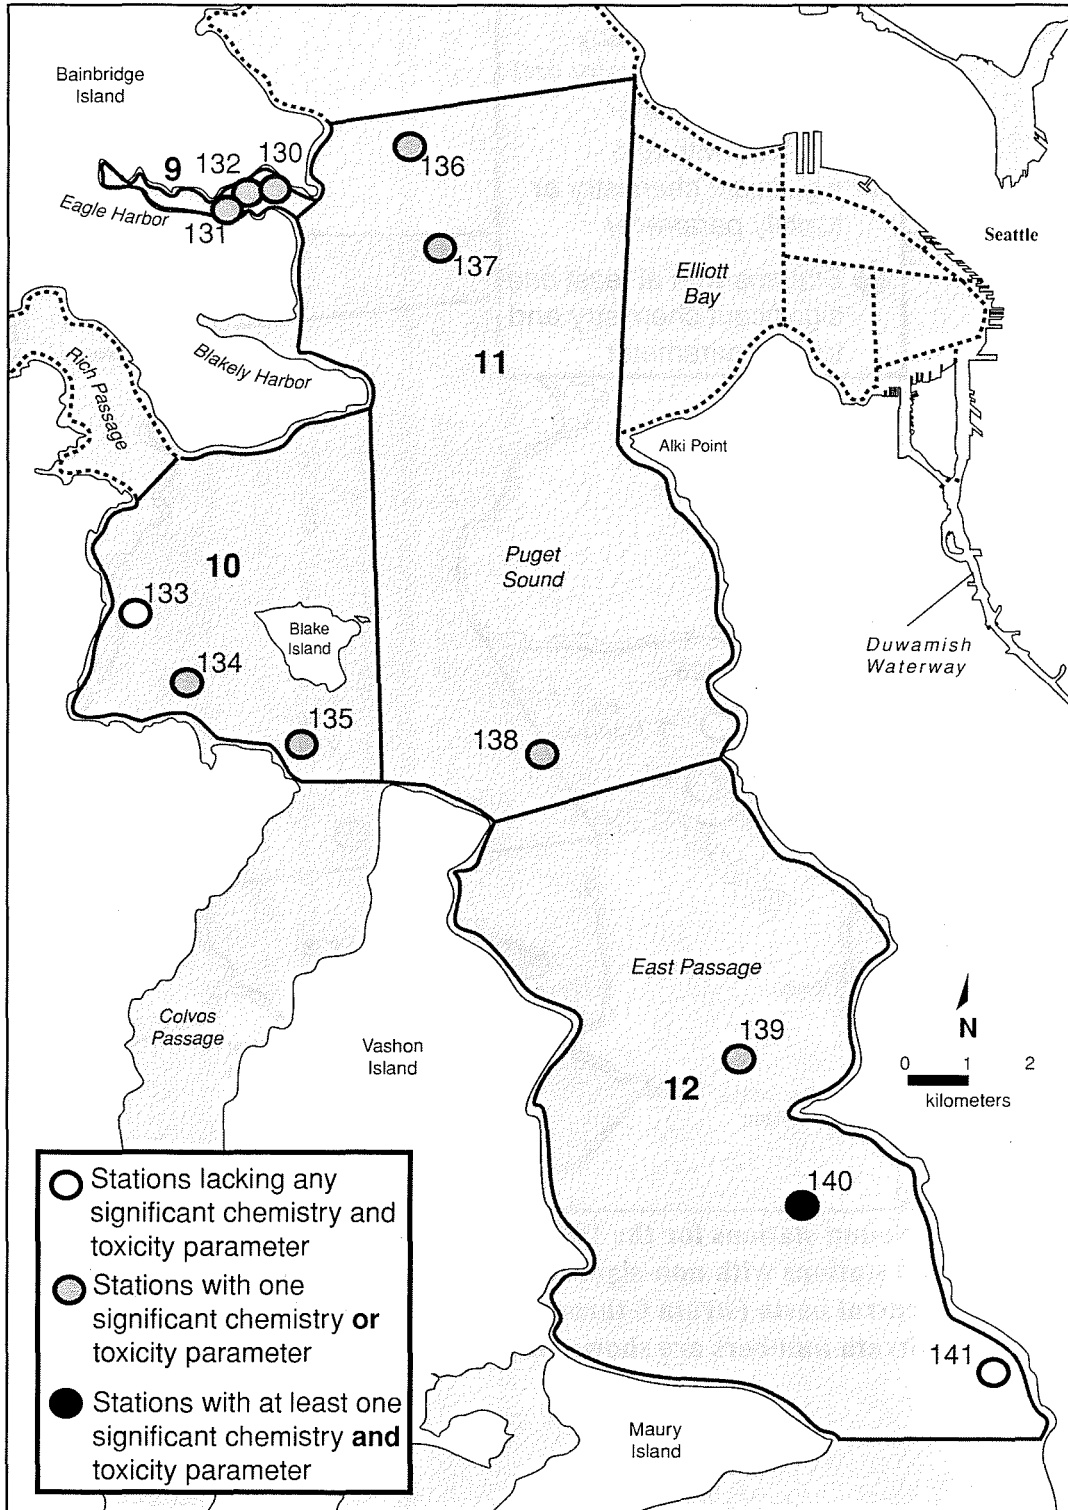 Bainbridge
Island
9
132
130
131
Eagle Harbor
136
137
Elliott
Bay
Seattle
Rich Passage
Blakely Harbor
11
Alki Point
10
Puget
Sound
133
Blake
Island
134
135
138
Duwamish
Waterway
East Passage
Colvos
Passage
Vashon
Island
139
12
N
0 1 2
kilometers
140
141
Maury
Island
Stations lacking any
significant chemistry and
toxicity parameter
Stations with one
significant chemistry or
toxicity parameter
Stations with at least one
significant chemistry and
toxicity parameter